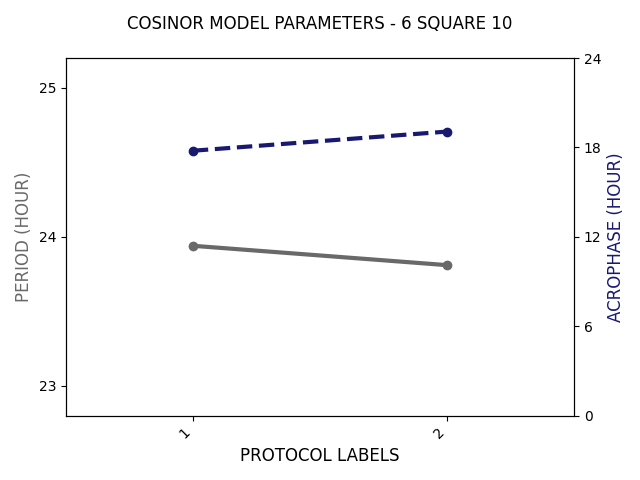 COSINOR MODEL PARAMETERS - 6 SQUARE 10
25
24
23
PERIOD (HOUR)
24
18
12
6
0
ACROPHASE (HOUR)
1
2
PROTOCOL LABELS